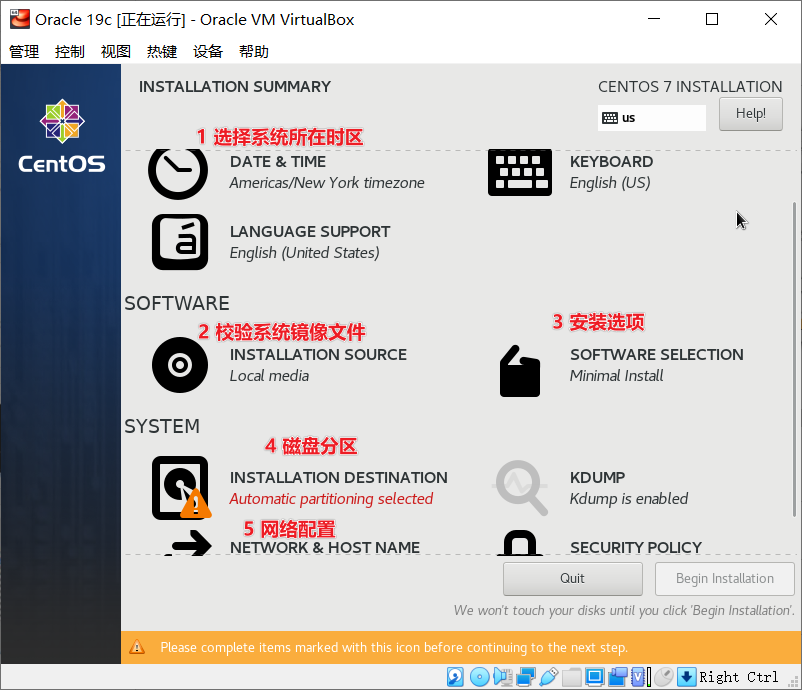 Oracle 19c [正在运行] - Oracle VM VirtualBox
管理 控制 视图 热键 设备 帮助
INSTALLATION SUMMARY
CENTOS 7 INSTALLATION
us
Help!
CentOS
1 选择系统所在时区
DATE & TIME
Americas/New York timezone
KEYBOARD
English (US)
LANGUAGE SUPPORT
English (United States)
SOFTWARE
2 校验系统镜像文件
INSTALLATION SOURCE
Local media
3 安装选项
SOFTWARE SELECTION
Minimal Install
SYSTEM
4 磁盘分区
INSTALLATION DESTINATION
Automatic partitioning selected
KDUMP
Kdump is enabled
5 网络配置
NETWORK & HOST NAME
SECURITY POLICY
Quit
Begin Installation
We won't touch your disks until you click 'Begin Installation'.
Please complete items marked with this icon before continuing to the next step.
Right Ctrl